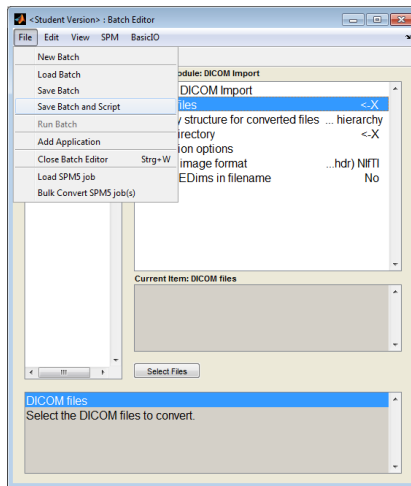 <Student Version> : Batch Editor
File Edit View SPM BasicIO
New Batch
Load Batch
Save Batch
Save Batch and Script
Run Batch
Add Application
Close Batch Editor Strg+W
Load SPM5 job
Bulk Convert SPM5 job(s)
odule: DICOM Import
DICOM Import
iles <-X
y structure for converted files ... hierarchy
irectory <-X
ion options
image format ...hdr) NIfTI
EDims in filename No
Current Item: DICOM files
Select Files
DICOM files
Select the DICOM files to convert.